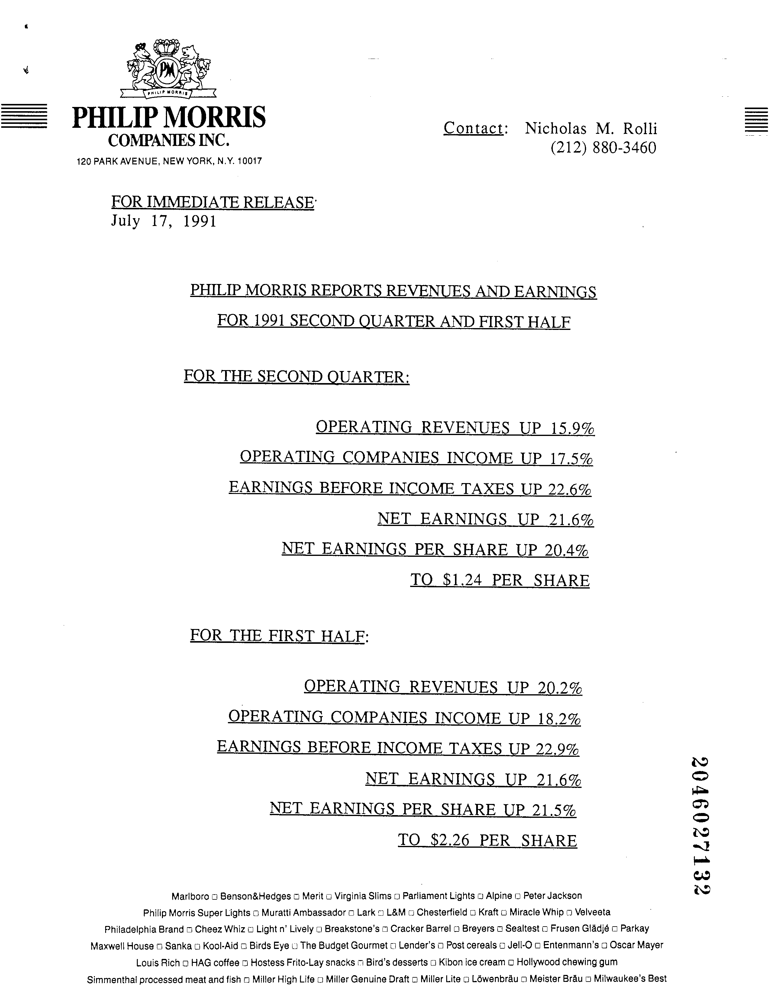 PM
PHILIP MORRIS
PHILIP MORRIS
COMPANIES INC.
120 PARK AVENUE, NEW YORK, N.Y. 10017
Contact: Nicholas M. Rolli
(212) 880-3460
FOR IMMEDIATE RELEASE
July 17, 1991
PHILIP MORRIS REPORTS REVENUES AND EARNINGS
FOR 1991 SECOND QUARTER AND FIRST HALF
FOR THE SECOND QUARTER:
OPERATING REVENUES UP 15.9%
OPERATING COMPANIES INCOME UP 17.5%
EARNINGS BEFORE INCOME TAXES UP 22.6%
NET EARNINGS UP 21.6%
NET EARNINGS PER SHARE UP 20.4%
TO $1.24 PER SHARE
FOR THE FIRST HALF:
OPERATING REVENUES UP 20.2%
OPERATING COMPANIES INCOME UP 18.2%
EARNINGS BEFORE INCOME TAXES UP 22.9%
NET EARNINGS UP 21.6%
NET EARNINGS PER SHARE UP 21.5%
TO $2.26 PER SHARE
2046027132
Marlboro □ Benson&Hedges □ Merit □ Virginia Slims □ Parliament Lights □ Alpine □ Peter Jackson
Philip Morris Super Lights □ Muratti Ambassador □ Lark □ L&M □ Chesterfield □ Kraft □ Miracle Whip □ Velveeta
Philadelphia Brand □ Cheez Whiz □ Light n' Lively □ Breakstone's □ Cracker Barrel □ Breyers □ Sealtest □ Frusen Glädjé □ Parkay
Maxwell House □ Sanka □ Kool-Aid □ Birds Eye □ The Budget Gourmet □ Lender's □ Post cereals □ Jell-O □ Entenmann's □ Oscar Mayer
Louis Rich □ HAG coffee □ Hostess Frito-Lay snacks □ Bird's desserts □ Kibon ice cream □ Hollywood chewing gum
Simmenthal processed meat and fish □ Miller High Life □ Miller Genuine Draft □ Miller Lite □ Löwenbräu □ Meister Bräu □ Milwaukee's Best